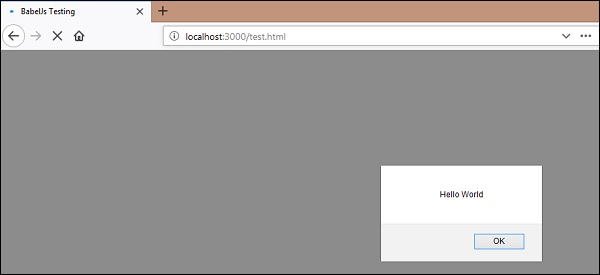 BabelJs Testing
localhost:3000/test.html
Hello World
OK